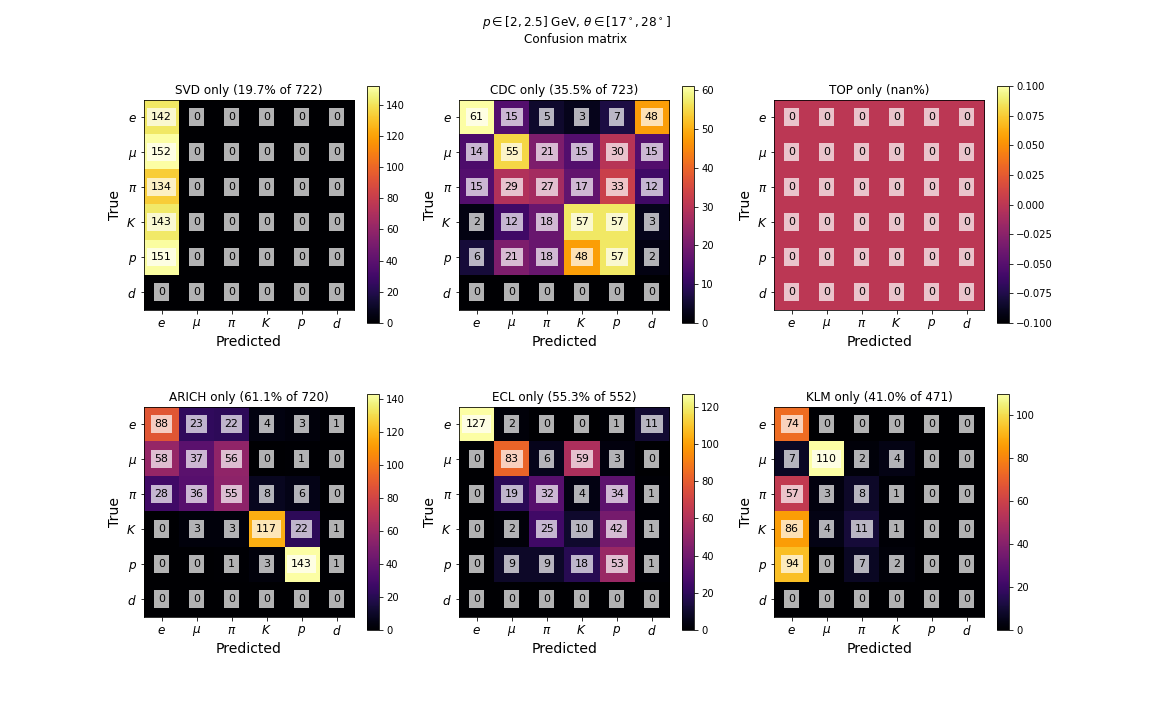 p ∈ [2, 2.5] GeV, θ ∈ [17°, 28°]
Confusion matrix
SVD only (19.7% of 722)
True
e 142 0 0 0 0 0
μ 152 0 0 0 0 0
π 134 0 0 0 0 0
K 143 0 0 0 0 0
p 151 0 0 0 0 0
d 0 0 0 0 0 0
e μ π K p d
Predicted
140
120
100
80
60
40
20
0
CDC only (35.5% of 723)
True
e 61 15 5 3 7 48
μ 14 55 21 15 30 15
π 15 29 27 17 33 12
K 2 12 18 57 57 3
p 6 21 18 48 57 2
d 0 0 0 0 0 0
e μ π K p d
Predicted
60
50
40
30
20
10
0
TOP only (nan%)
True
e 0 0 0 0 0 0
μ 0 0 0 0 0 0
π 0 0 0 0 0 0
K 0 0 0 0 0 0
p 0 0 0 0 0 0
d 0 0 0 0 0 0
e μ π K p d
Predicted
0.100
0.075
0.050
0.025
0.000
−0.025
−0.050
−0.075
−0.100
ARICH only (61.1% of 720)
True
e 88 23 22 4 3 1
μ 58 37 56 0 1 0
π 28 36 55 8 6 0
K 0 3 3 117 22 1
p 0 0 1 3 143 1
d 0 0 0 0 0 0
e μ π K p d
Predicted
140
120
100
80
60
40
20
0
ECL only (55.3% of 552)
True
e 127 2 0 0 1 11
μ 0 83 6 59 3 0
π 0 19 32 4 34 1
K 0 2 25 10 42 1
p 0 9 9 18 53 1
d 0 0 0 0 0 0
e μ π K p d
Predicted
120
100
80
60
40
20
0
KLM only (41.0% of 471)
True
e 74 0 0 0 0 0
μ 7 110 2 4 0 0
π 57 3 8 1 0 0
K 86 4 11 1 0 0
p 94 0 7 2 0 0
d 0 0 0 0 0 0
e μ π K p d
Predicted
100
80
60
40
20
0